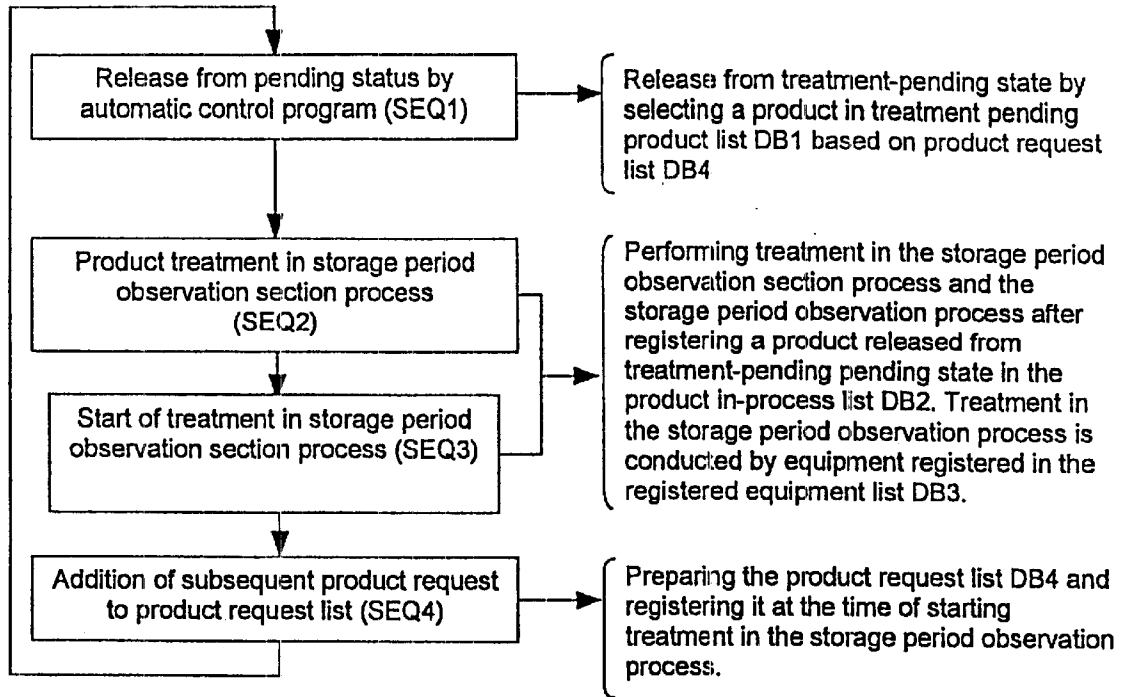 Release from pending status by
automatic control program (SEQ1)
Release from treatment-pending state by
selecting a product in treatment pending
product list DB1 based on product request
list DB4
Product treatment in storage period
observation section process
(SEQ2)
Start of treatment in storage period
observation section process (SEQ3)
Performing treatment in the storage period
observation section process and the
storage period observation process after
registering a product released from
treatment-pending pending state in the
product in-process list DB2. Treatment in
the storage period observation process is
conducted by equipment registered in the
registered equipment list DB3.
Addition of subsequent product request
to product request list (SEQ4)
Preparing the product request list DB4 and
registering it at the time of starting
treatment in the storage period observation
process.